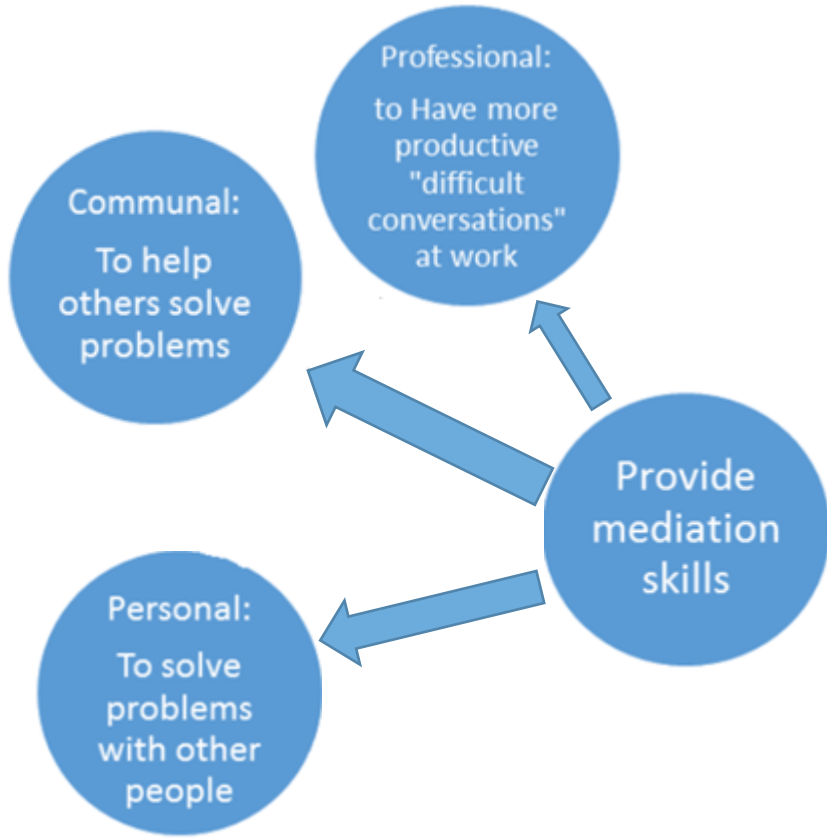 Professional:
to Have more
productive
"difficult
conversations"
at work
Communal:
To help
others solve
problems
Provide
mediation
skills
Personal:
To solve
problems
with other
people